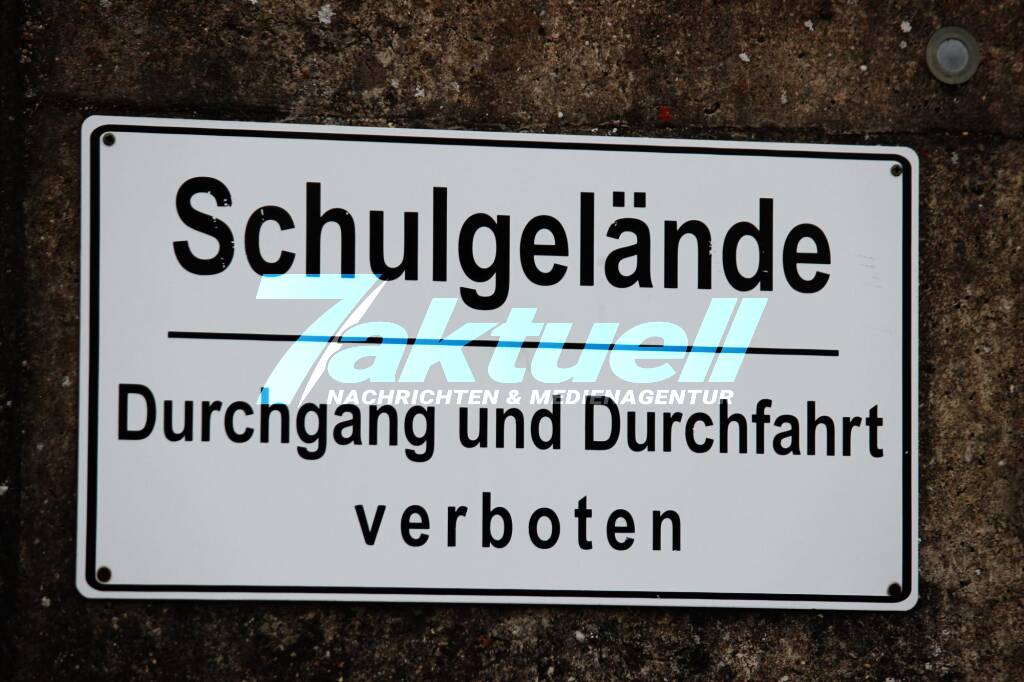 Schulgelände
7aktuell
NACHRICHTEN & MEDIENAGENTUR
Durchgang und Durchfahrt
verboten